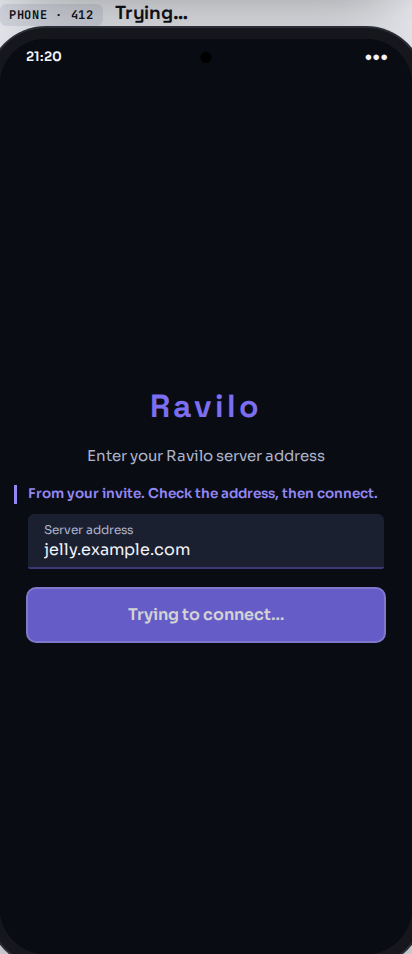 PHONE · 412 Trying...
21:20
Ravilo
Enter your Ravilo server address
From your invite. Check the address, then connect.
Server address
jelly.example.com
Trying to connect...